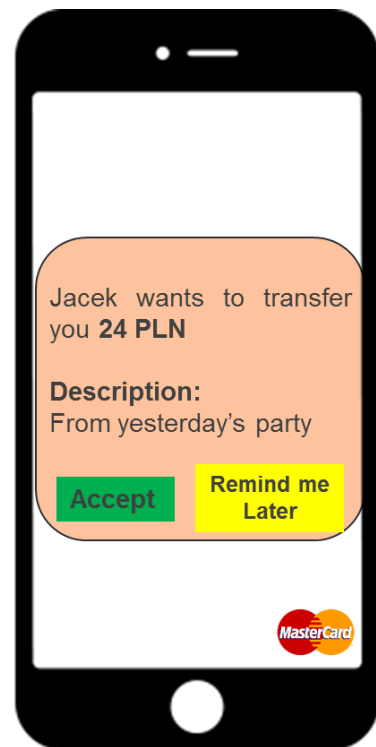 Jacek wants to transfer
you 24 PLN
Description:
From yesterday's party
Accept
Remind me
Later
MasterCard